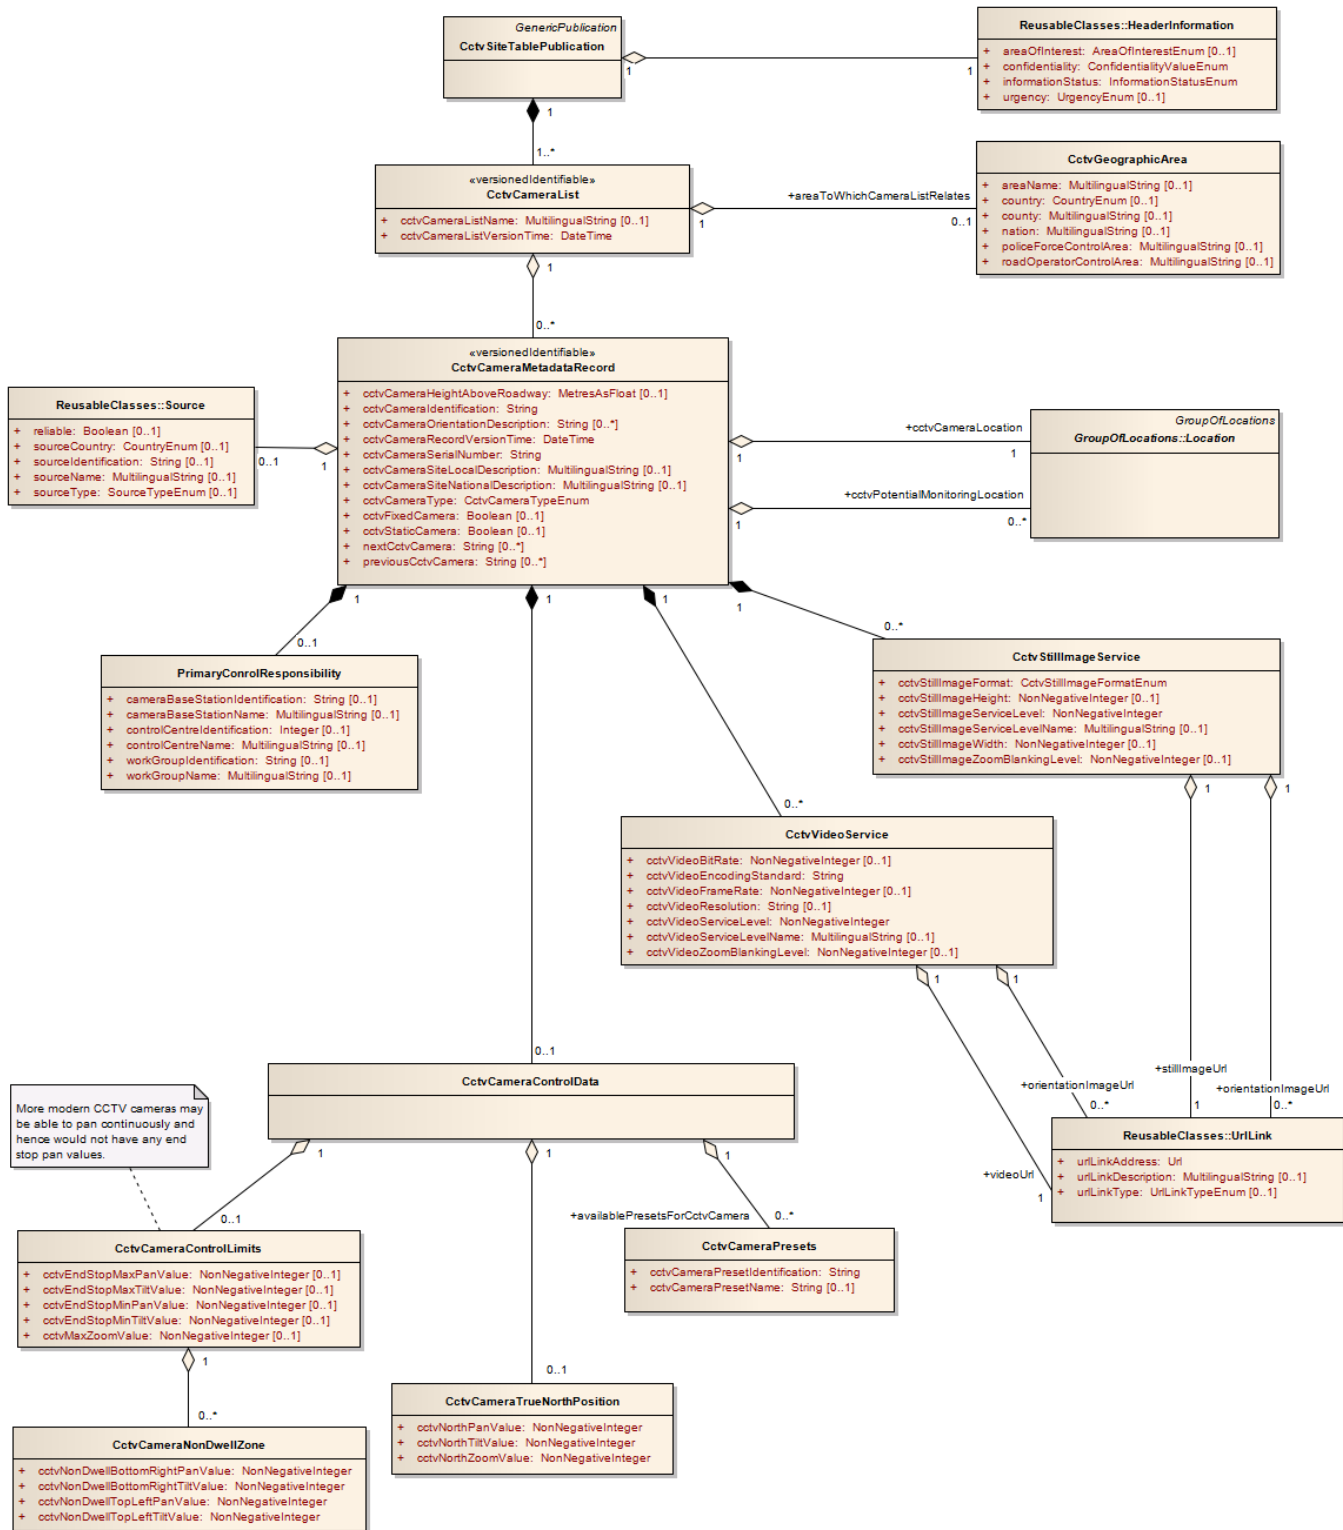 GenericPublication
CctvSiteTablePublication
1
1
1
1..*
ReusableClasses::HeaderInformation
+ areaOfInterest: AreaOfInterestEnum [0..1]
+ confidentiality: ConfidentialityValueEnum
+ informationStatus: InformationStatusEnum
+ urgency: UrgencyEnum [0..1]
«versionedIdentifiable»
CctvCameraList
+ cctvCameraListName: MultilingualString [0..1]
+ cctvCameraListVersionTime: DateTime
+areaToWhichCameraListRelates
1
0..1
1
0..*
CctvGeographicArea
+ areaName: MultilingualString [0..1]
+ country: CountryEnum [0..1]
+ county: MultilingualString [0..1]
+ nation: MultilingualString [0..1]
+ policeForceControlArea: MultilingualString [0..1]
+ roadOperatorControlArea: MultilingualString [0..1]
«versionedIdentifiable»
CctvCameraMetadataRecord
+ cctvCameraHeightAboveRoadway: MetresAsFloat [0..1]
+ cctvCameraIdentification: String
+ cctvCameraOrientationDescription: String [0..*]
+ cctvCameraRecordVersionTime: DateTime
+ cctvCameraSerialNumber: String
+ cctvCameraSiteLocalDescription: MultilingualString [0..1]
+ cctvCameraSiteNationalDescription: MultilingualString [0..1]
+ cctvCameraType: CctvCameraTypeEnum
+ cctvFixedCamera: Boolean [0..1]
+ cctvStaticCamera: Boolean [0..1]
+ nextCctvCamera: String [0..*]
+ previousCctvCamera: String [0..*]
ReusableClasses::Source
+ reliable: Boolean [0..1]
+ sourceCountry: CountryEnum [0..1]
+ sourceIdentification: String [0..1]
+ sourceName: MultilingualString [0..1]
+ sourceType: SourceTypeEnum [0..1]
0..1
1
+cctvCameraLocation
1
1
+cctvPotentialMonitoringLocation
1
0..*
GroupOfLocations
GroupOfLocations::Location
1
1
1
1
0..1
0..*
PrimaryConrolResponsibility
+ cameraBaseStationIdentification: String [0..1]
+ cameraBaseStationName: MultilingualString [0..1]
+ controlCentreIdentification: Integer [0..1]
+ controlCentreName: MultilingualString [0..1]
+ workGroupIdentification: String [0..1]
+ workGroupName: MultilingualString [0..1]
CctvStillImageService
+ cctvStillImageFormat: CctvStillImageFormatEnum
+ cctvStillImageHeight: NonNegativeInteger [0..1]
+ cctvStillImageServiceLevel: NonNegativeInteger
+ cctvStillImageServiceLevelName: MultilingualString [0..1]
+ cctvStillImageWidth: NonNegativeInteger [0..1]
+ cctvStillImageZoomBlankingLevel: NonNegativeInteger [0..1]
1
1
0..*
CctvVideoService
+ cctvVideoBitRate: NonNegativeInteger [0..1]
+ cctvVideoEncodingStandard: String
+ cctvVideoFrameRate: NonNegativeInteger [0..1]
+ cctvVideoResolution: String [0..1]
+ cctvVideoServiceLevel: NonNegativeInteger
+ cctvVideoServiceLevelName: MultilingualString [0..1]
+ cctvVideoZoomBlankingLevel: NonNegativeInteger [0..1]
1
1
0..1
CctvCameraControlData
+stillImageUrl
+orientationImageUrl
+orientationImageUrl
0..*
1
0..*
More modern CCTV cameras may
be able to pan continuously and
hence would not have any end
stop pan values.
ReusableClasses::UrlLink
+ urlLinkAddress: Url
+ urlLinkDescription: MultilingualString [0..1]
+ urlLinkType: UrlLinkTypeEnum [0..1]
+videoUrl
1
1
1
1
0..1
+availablePresetsForCctvCamera
0..*
CctvCameraControlLimits
+ cctvEndStopMaxPanValue: NonNegativeInteger [0..1]
+ cctvEndStopMaxTiltValue: NonNegativeInteger [0..1]
+ cctvEndStopMinPanValue: NonNegativeInteger [0..1]
+ cctvEndStopMinTiltValue: NonNegativeInteger [0..1]
+ cctvMaxZoomValue: NonNegativeInteger [0..1]
CctvCameraPresets
+ cctvCameraPresetIdentification: String
+ cctvCameraPresetName: String [0..1]
1
0..*
0..1
CctvCameraTrueNorthPosition
+ cctvNorthPanValue: NonNegativeInteger
+ cctvNorthTiltValue: NonNegativeInteger
+ cctvNorthZoomValue: NonNegativeInteger
CctvCameraNonDwellZone
+ cctvNonDwellBottomRightPanValue: NonNegativeInteger
+ cctvNonDwellBottomRightTiltValue: NonNegativeInteger
+ cctvNonDwellTopLeftPanValue: NonNegativeInteger
+ cctvNonDwellTopLeftTiltValue: NonNegativeInteger